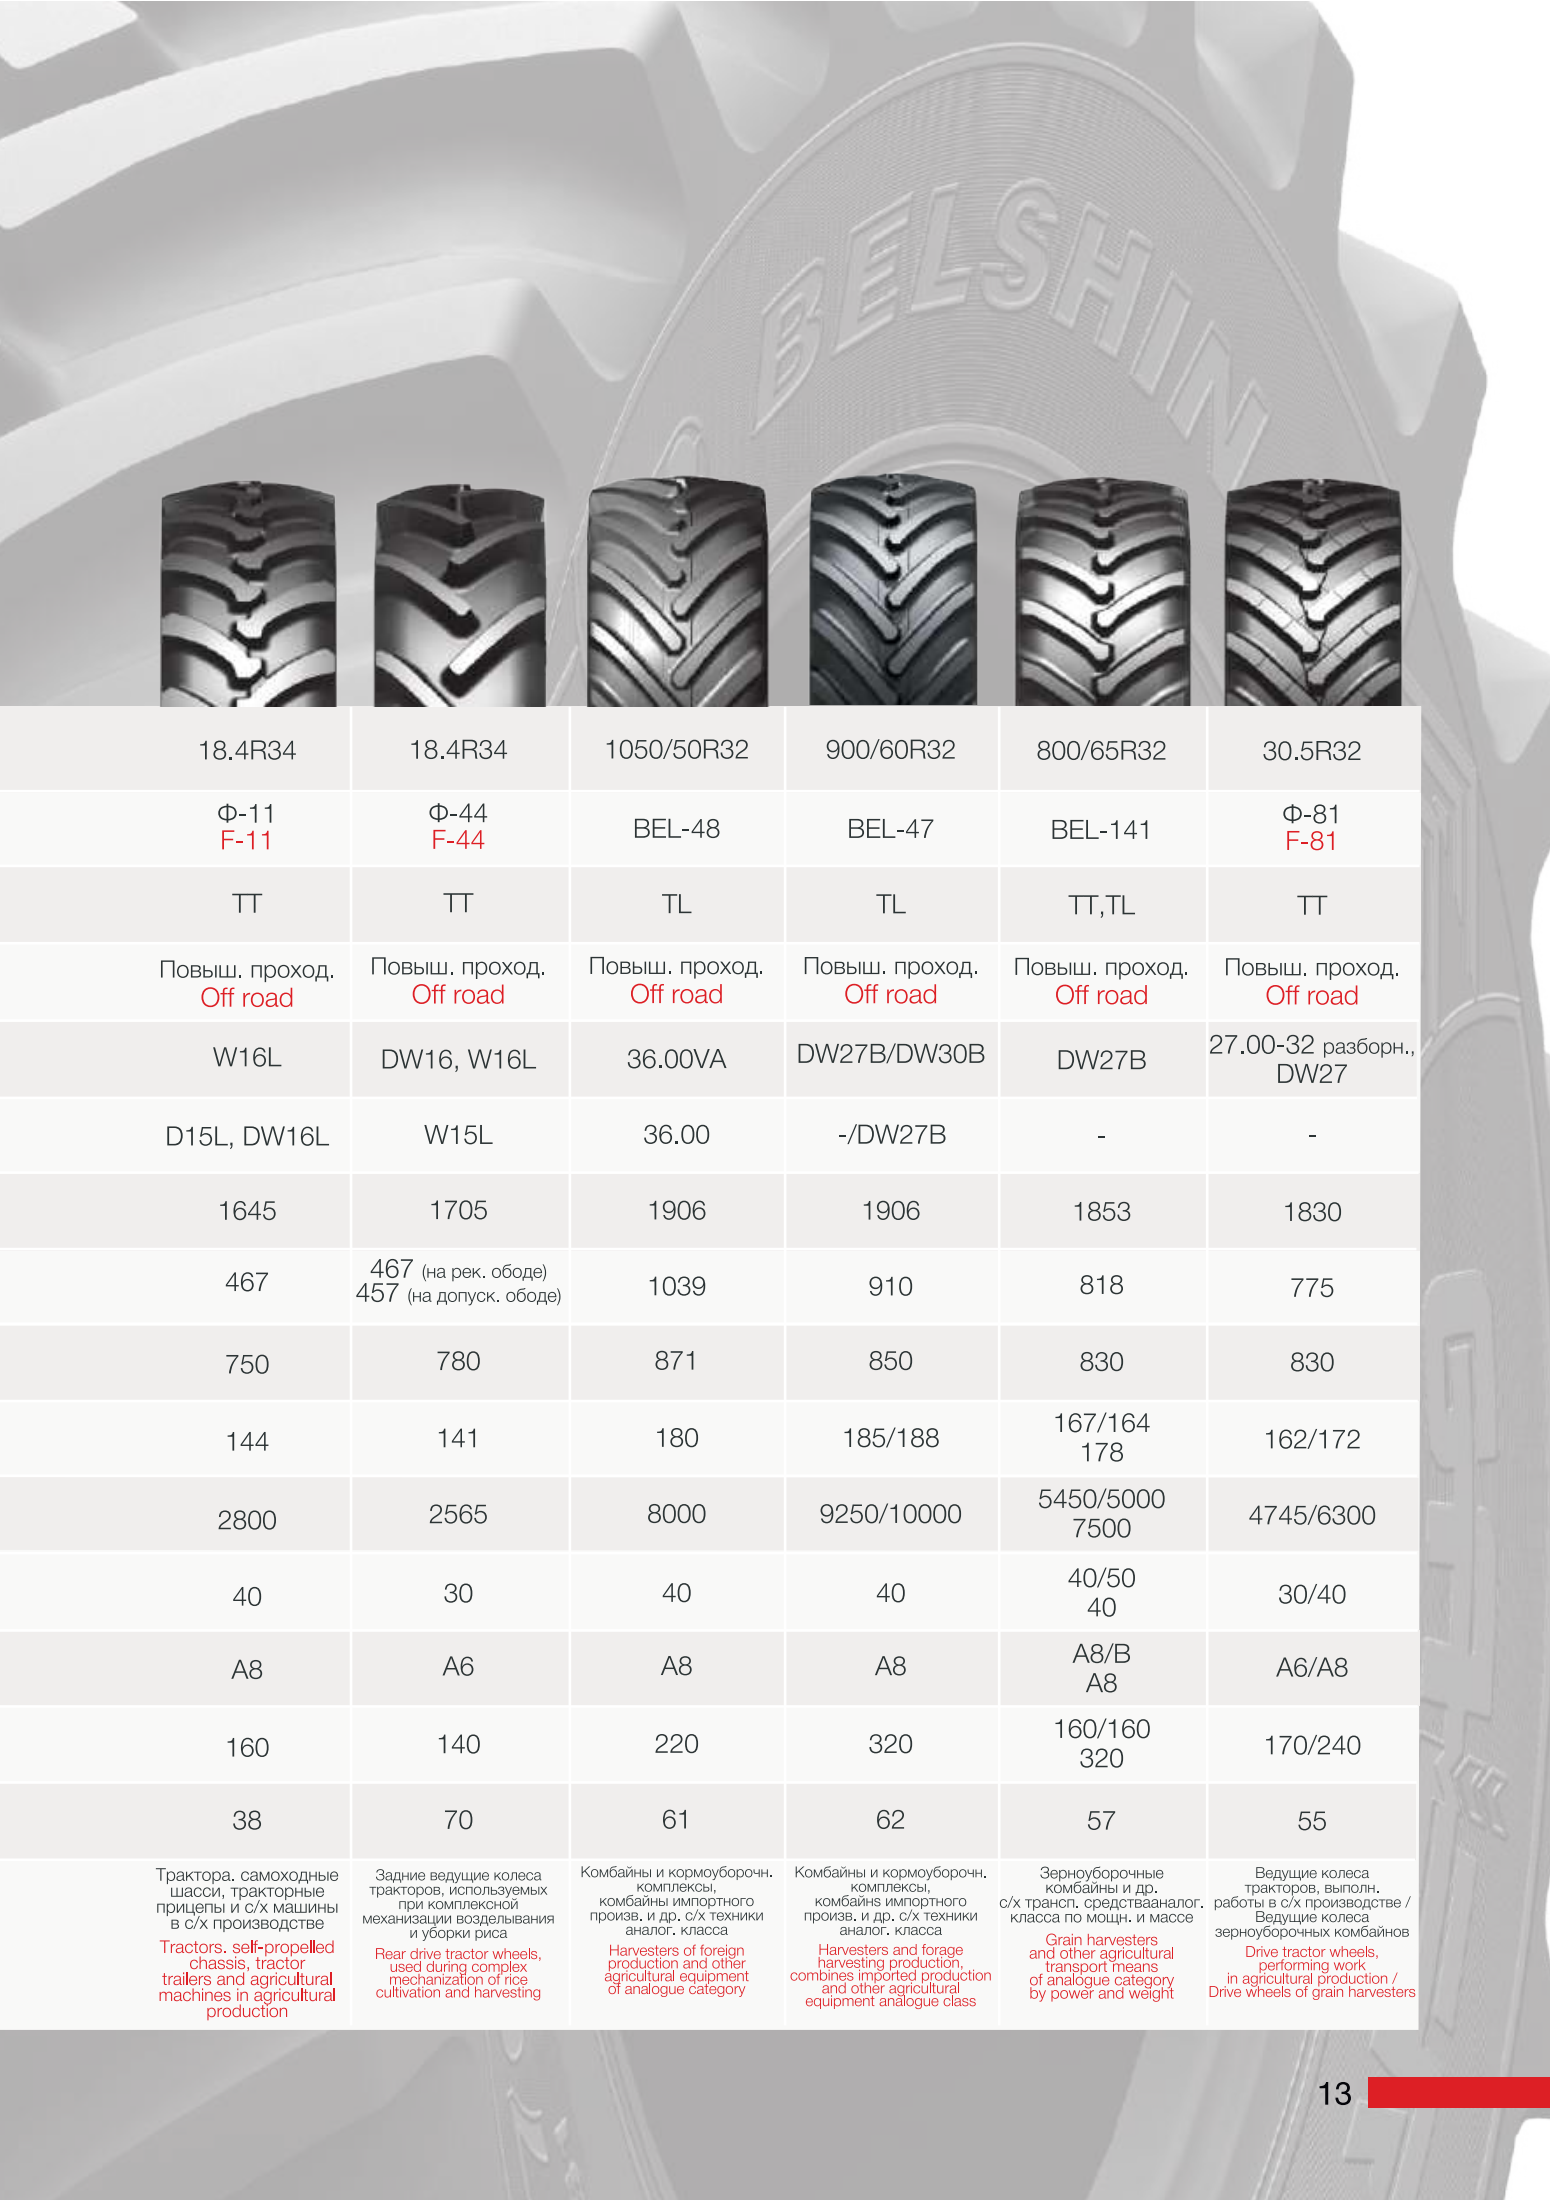 BELSHIN
18.4R34 18.4R34 1050/50R32 900/60R32 800/65R32 30.5R32
Ф-11 Ф-44 BEL-48 BEL-47 BEL-141 Ф-81
F-11 F-44 F-81
TT TT TL TL TT,TL TT
Повыш. проход. Повыш. проход. Повыш. проход. Повыш. проход. Повыш. проход. Повыш. проход.
Off road Off road Off road Off road Off road Off road
W16L DW16, W16L 36.00VA DW27B/DW30B DW27B 27.00-32 разборн.,
DW27
D15L, DW16L W15L 36.00 -/DW27B - -
1645 1705 1906 1906 1853 1830
467 467 (на рек. ободе) 1039 910 818 775
457 (на допуск. ободе)
750 780 871 850 830 830
144 141 180 185/188 167/164 162/172
178
2800 2565 8000 9250/10000 5450/5000 4745/6300
7500
40 30 40 40 40/50 30/40
40
A8 A6 A8 A8 A8/B A6/A8
A8
160 140 220 320 160/160 170/240
320
38 70 61 62 57 55
Трактора. самоходные
шасси, тракторные
прицепы и с/х машины
в с/х производстве
Tractors. self-propelled
chassis, tractor
trailers and agricultural
machines in agricultural
production
Задние ведущие колеса
тракторов, используемых
при комплексной
механизации возделывания
и уборки риса
Rear drive tractor wheels,
used during complex
mechanization of rice
cultivation and harvesting
Комбайны и кормоуборочн.
комплексы,
комбайны импортного
произв. и др. с/х техники
аналог. класса
Harvesters of foreign
production and other
agricultural equipment
of analogue category
Комбайны и кормоуборочн.
комплексы,
комбайнs импортного
произв. и др. с/х техники
аналог. класса
Harvesters and forage
harvesting production,
combines imported production
and other agricultural
equipment analogue class
Зерноуборочные
комбайны и др.
с/х трансп. средствааналог.
класса по мощн. и массе
Grain harvesters
and other agricultural
transport means
of analogue category
by power and weight
Ведущие колеса
тракторов, выполн.
работы в с/х производстве /
Ведущие колеса
зерноуборочных комбайнов
Drive tractor wheels,
performing work
in agricultural production /
Drive wheels of grain harvesters
13